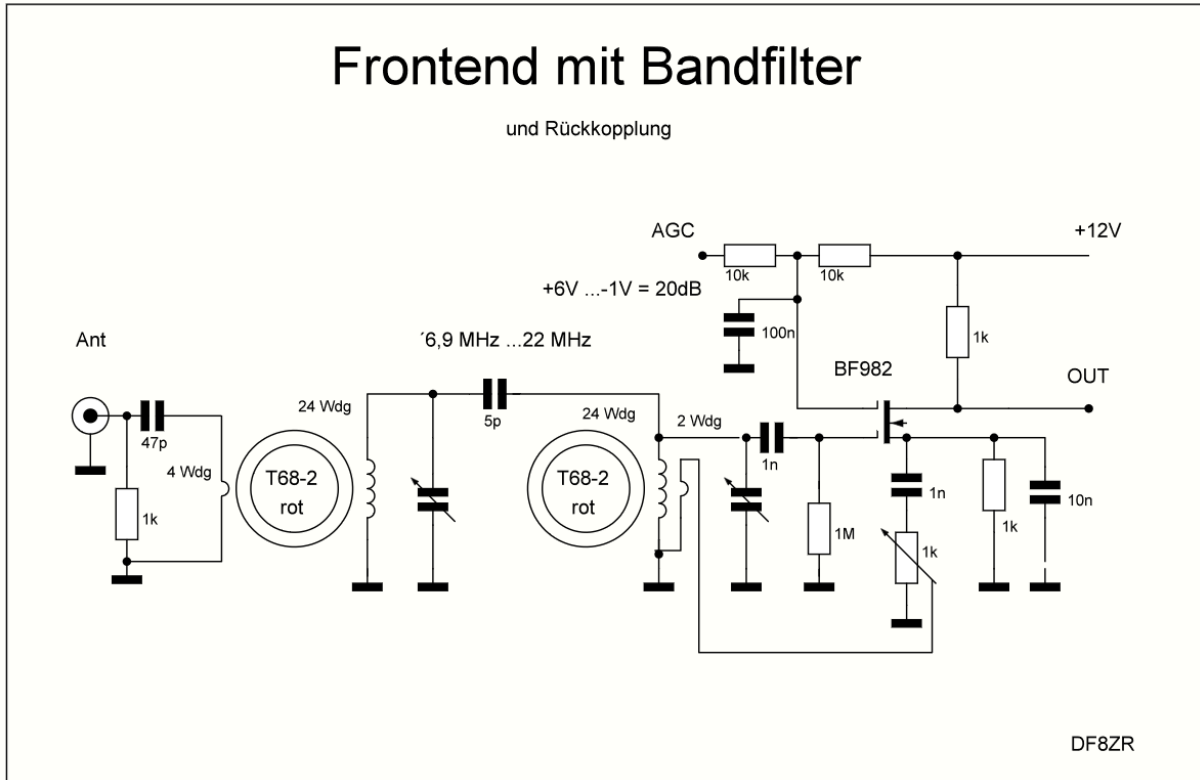 Frontend mit Bandfilter
und Rückkopplung
AGC
+12V
10k
10k
+6V ...-1V = 20dB
100n
1k
Ant
´6,9 MHz ...22 MHz
BF982
OUT
24 Wdg
5p
24 Wdg
2 Wdg
47p
4 Wdg
1n
T68-2
rot
T68-2
rot
1n
10n
1k
1M
1k
1k
DF8ZR